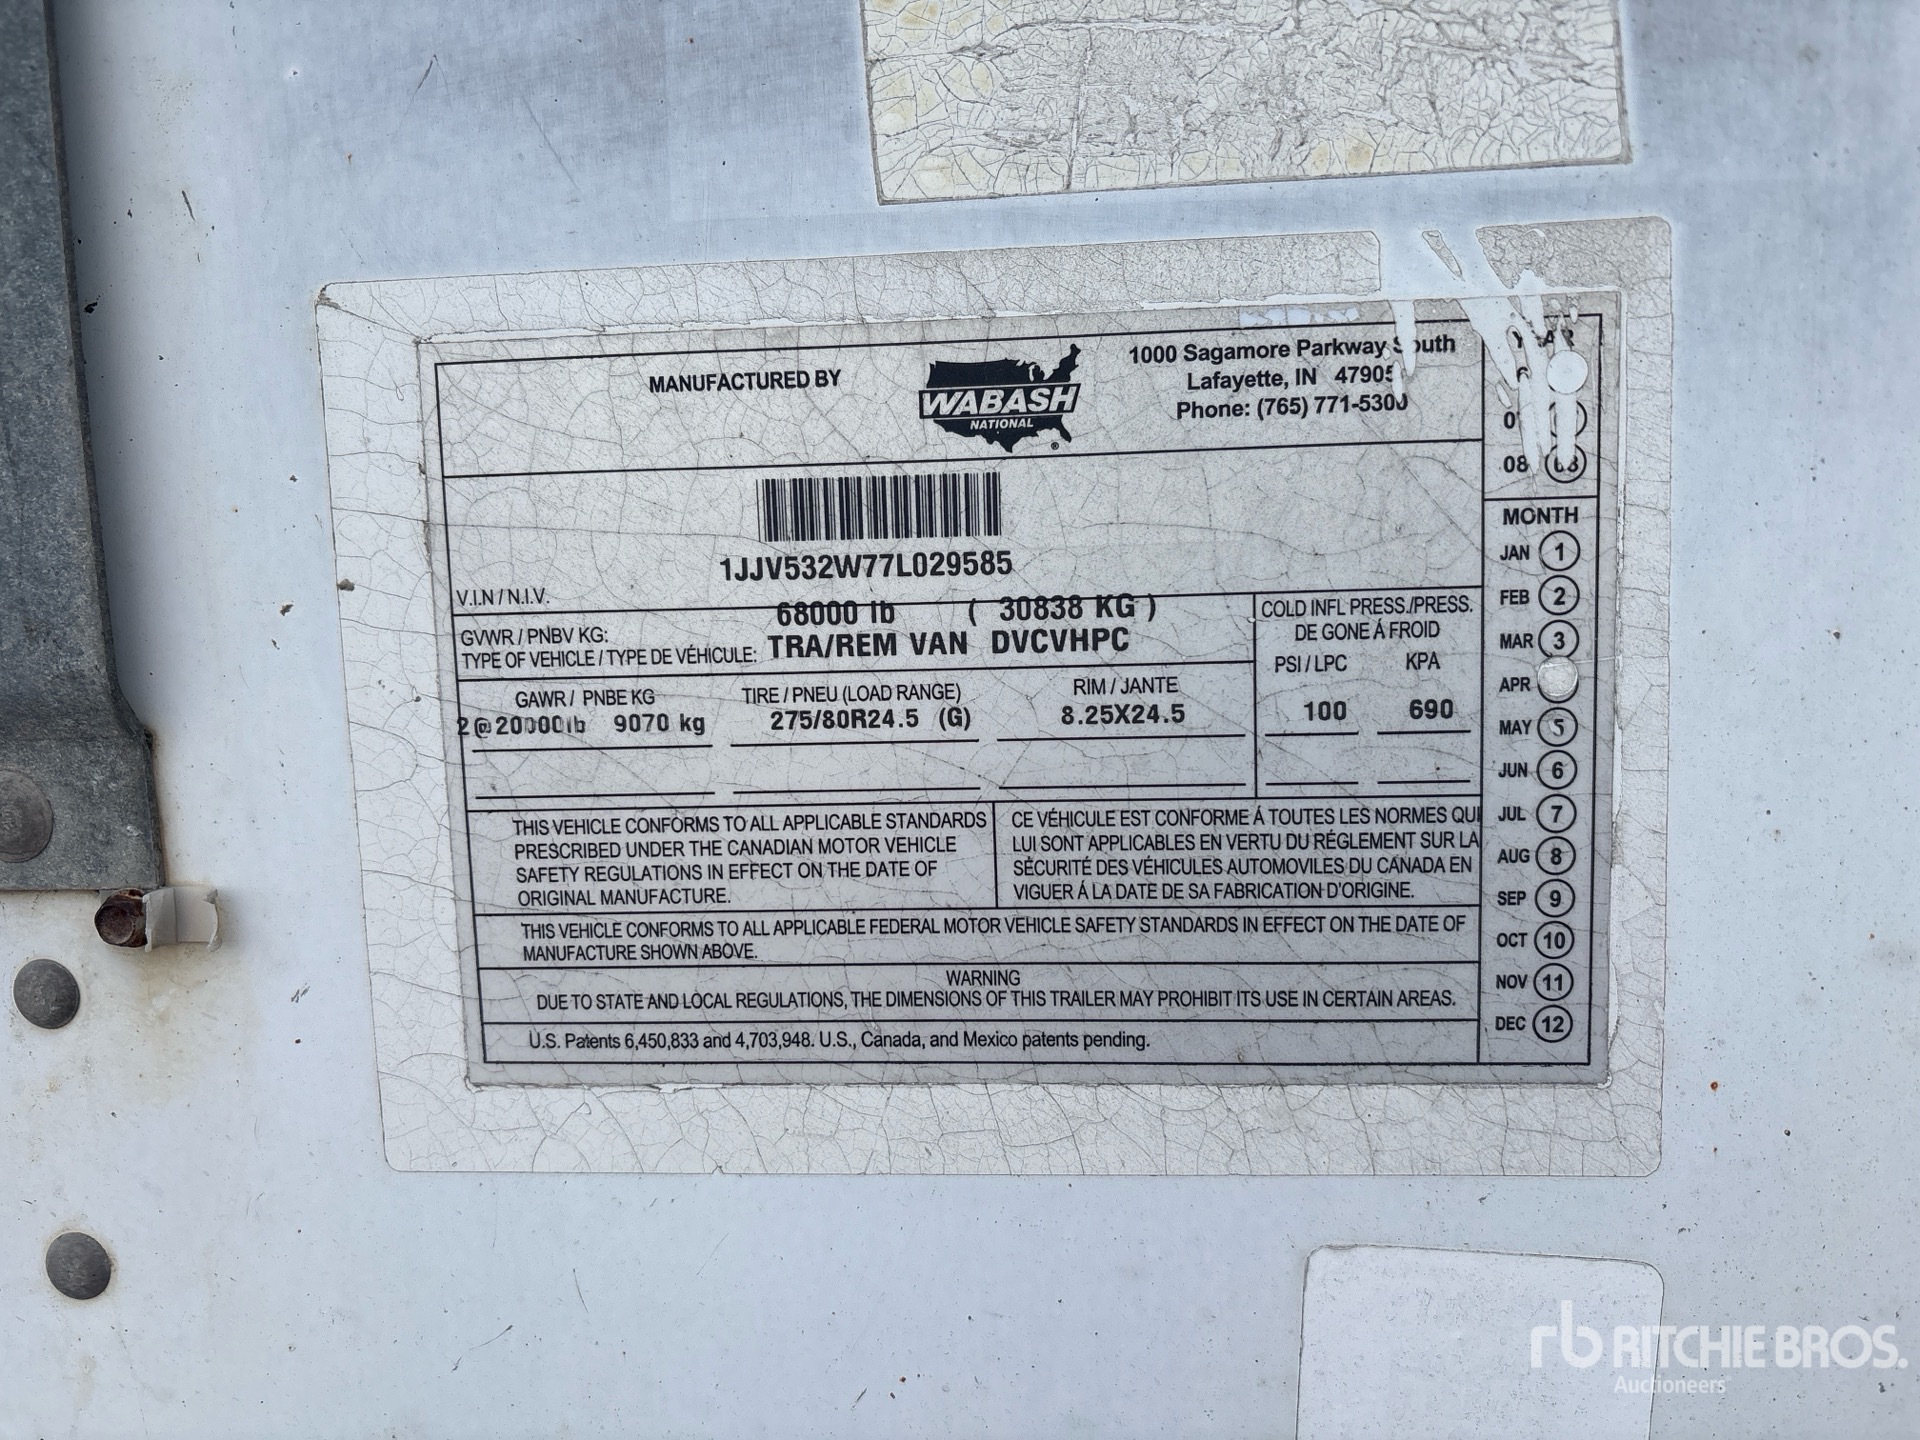 MANUFACTURED BY
WABASH
NATIONAL
®
1000 Sagamore Parkway South
Lafayette, IN 47905
Phone: (765) 771-5300
YEAR
08 08
1JJV532W77L029585
V.I.N / N.I.V.
GVWR / PNBV KG: 68000 lb ( 30838 KG )
TYPE OF VEHICLE / TYPE DE VÉHICULE: TRA/REM VAN DVCVHPC
COLD INFL PRESS./PRESS.
DE GONE Á FROID
PSI / LPC KPA
100 690
GAWR / PNBE KG TIRE / PNEU (LOAD RANGE) RIM / JANTE
2@20000lb 9070 kg 275/80R24.5 (G) 8.25X24.5
THIS VEHICLE CONFORMS TO ALL APPLICABLE STANDARDS
PRESCRIBED UNDER THE CANADIAN MOTOR VEHICLE
SAFETY REGULATIONS IN EFFECT ON THE DATE OF
ORIGINAL MANUFACTURE.
CE VÉHICULE EST CONFORME Á TOUTES LES NORMES QUI
LUI SONT APPLICABLES EN VERTU DU RÉGLEMENT SUR LA
SÉCURITÉ DES VÉHICULES AUTOMOVILES DU CANADA EN
VIGUER Á LA DATE DE SA FABRICATION D'ORIGINE.
THIS VEHICLE CONFORMS TO ALL APPLICABLE FEDERAL MOTOR VEHICLE SAFETY STANDARDS IN EFFECT ON THE DATE OF
MANUFACTURE SHOWN ABOVE.
WARNING
DUE TO STATE AND LOCAL REGULATIONS, THE DIMENSIONS OF THIS TRAILER MAY PROHIBIT ITS USE IN CERTAIN AREAS.
U.S. Patents 6,450,833 and 4,703,948. U.S., Canada, and Mexico patents pending.
MONTH
JAN 1
FEB 2
MAR 3
APR
MAY 5
JUN 6
JUL 7
AUG 8
SEP 9
OCT 10
NOV 11
DEC 12
rb RITCHIE BROS.
Auctioneers